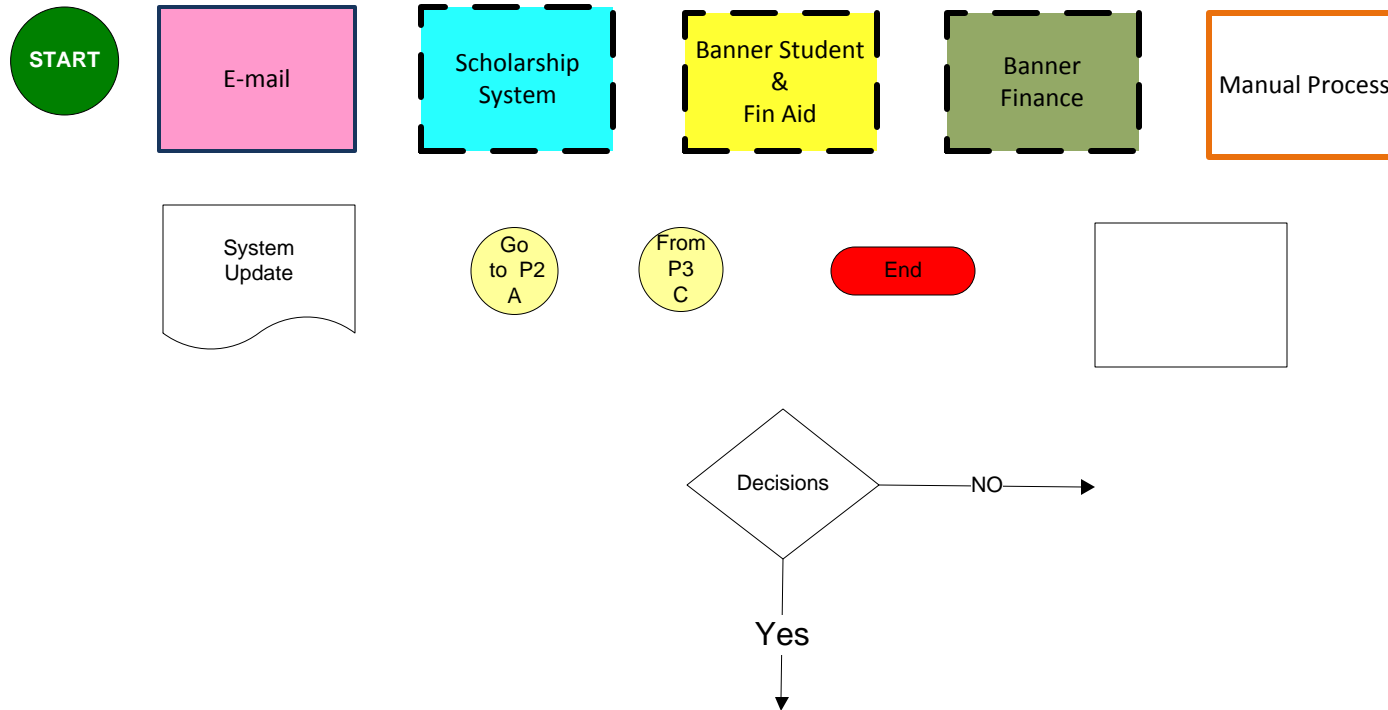 START
E-mail
Scholarship
System
Banner Student
&
Fin Aid
Banner
Finance
Manual Process
System
Update
Go
to P2
A
From
P3
C
End
Decisions
NO
Yes